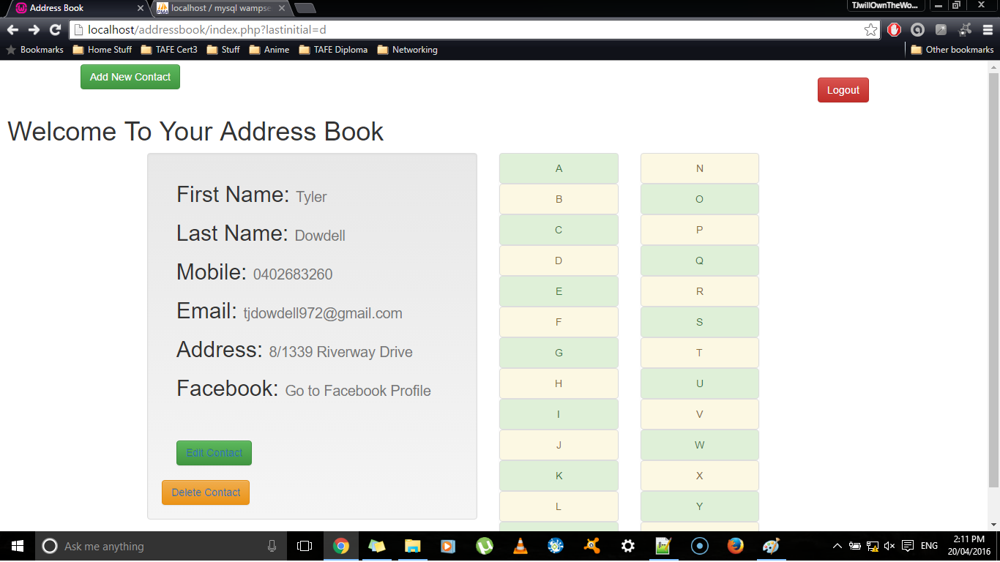 Address Book
localhost / mysql wampse
TJwillOwnTheWo...
localhost/addressbook/index.php?lastinitial=d
Bookmarks Home Stuff TAFE Cert3 Stuff Anime TAFE Diploma Networking Other bookmarks
Add New Contact
Logout
Welcome To Your Address Book
First Name: Tyler
Last Name: Dowdell
Mobile: 0402683260
Email: tjdowdell972@gmail.com
Address: 8/1339 Riverway Drive
Facebook: Go to Facebook Profile
Edit Contact
Delete Contact
A
B
C
D
E
F
G
H
I
J
K
L
N
O
P
Q
R
S
T
U
V
W
X
Y
Ask me anything
ENG
2:11 PM
20/04/2016